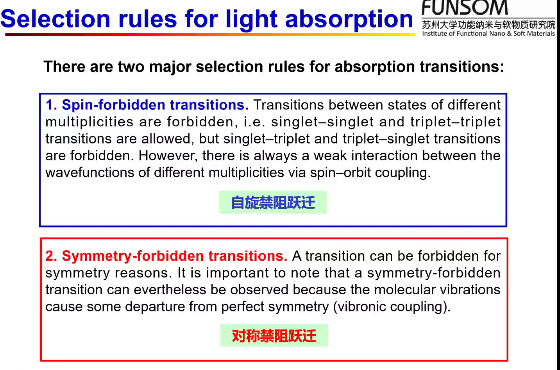 Selection rules for light absorption
FUNSOM
苏州大学功能纳米与软物质研究院
Institute of Functional Nano & Soft Materials
There are two major selection rules for absorption transitions:
1. Spin-forbidden transitions. Transitions between states of different
multiplicities are forbidden, i.e. singlet–singlet and triplet–triplet
transitions are allowed, but singlet–triplet and triplet–singlet transitions
are forbidden. However, there is always a weak interaction between the
wavefunctions of different multiplicities via spin–orbit coupling.
自旋禁阻跃迁
2. Symmetry-forbidden transitions. A transition can be forbidden for
symmetry reasons. It is important to note that a symmetry-forbidden
transition can evertheless be observed because the molecular vibrations
cause some departure from perfect symmetry (vibronic coupling).
对称禁阻跃迁